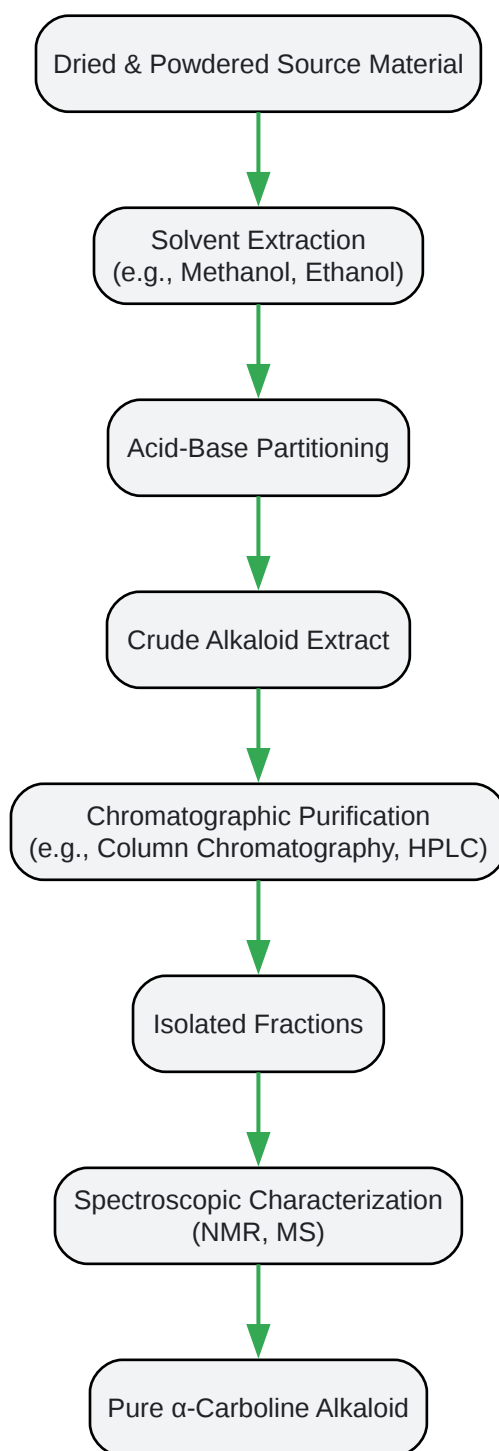 Dried & Powdered Source Material
Solvent Extraction
(e.g., Methanol, Ethanol)
Acid-Base Partitioning
Crude Alkaloid Extract
Chromatographic Purification
(e.g., Column Chromatography, HPLC)
Isolated Fractions
Spectroscopic Characterization
(NMR, MS)
Pure α-Carboline Alkaloid